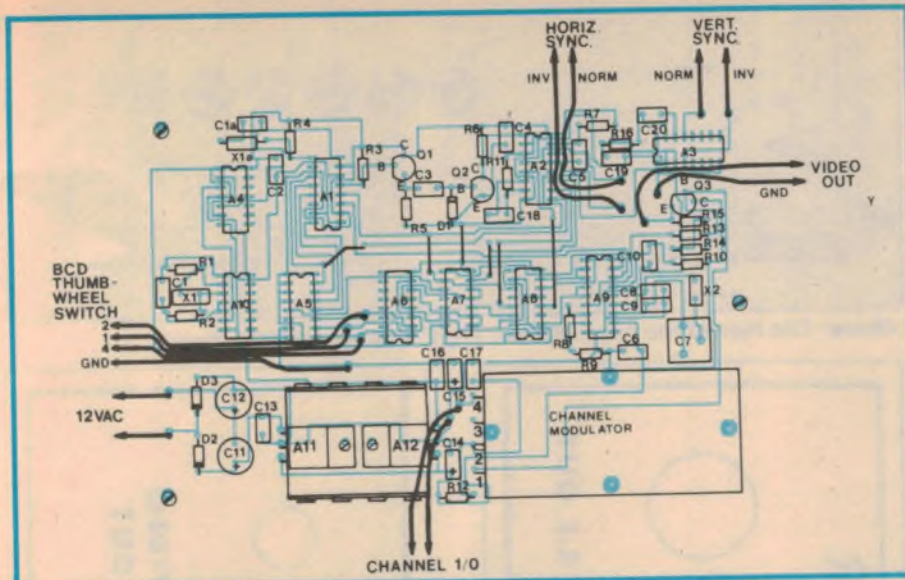 HORIZ. SYNC.
VERT. SYNC.
INV
NORM
NORM
INV
C1a
R4
X1a
C2
A4
A1
R3
C
B
E
Q1
C3
R5
Q2
C
B
E
D1
R6
C4
R11
C18
A2
C5
R7
R16
C19
C20
A3
VIDEO OUT
GND
B
Q3
C
E
R15
R13
R14
R10
Y
BCD THUMB-WHEEL SWITCH
2
1
4
GND
C1
R1
X1
R2
A10
A5
A6
A7
A8
A9
R8
R9
C10
C8
C9
C6
X2
C7
12VAC
D3
D2
C12
C11
C13
A11
A12
C16
C17
C15
C14
R12
4
3
2
1
CHANNEL MODULATOR
CHANNEL 1/0